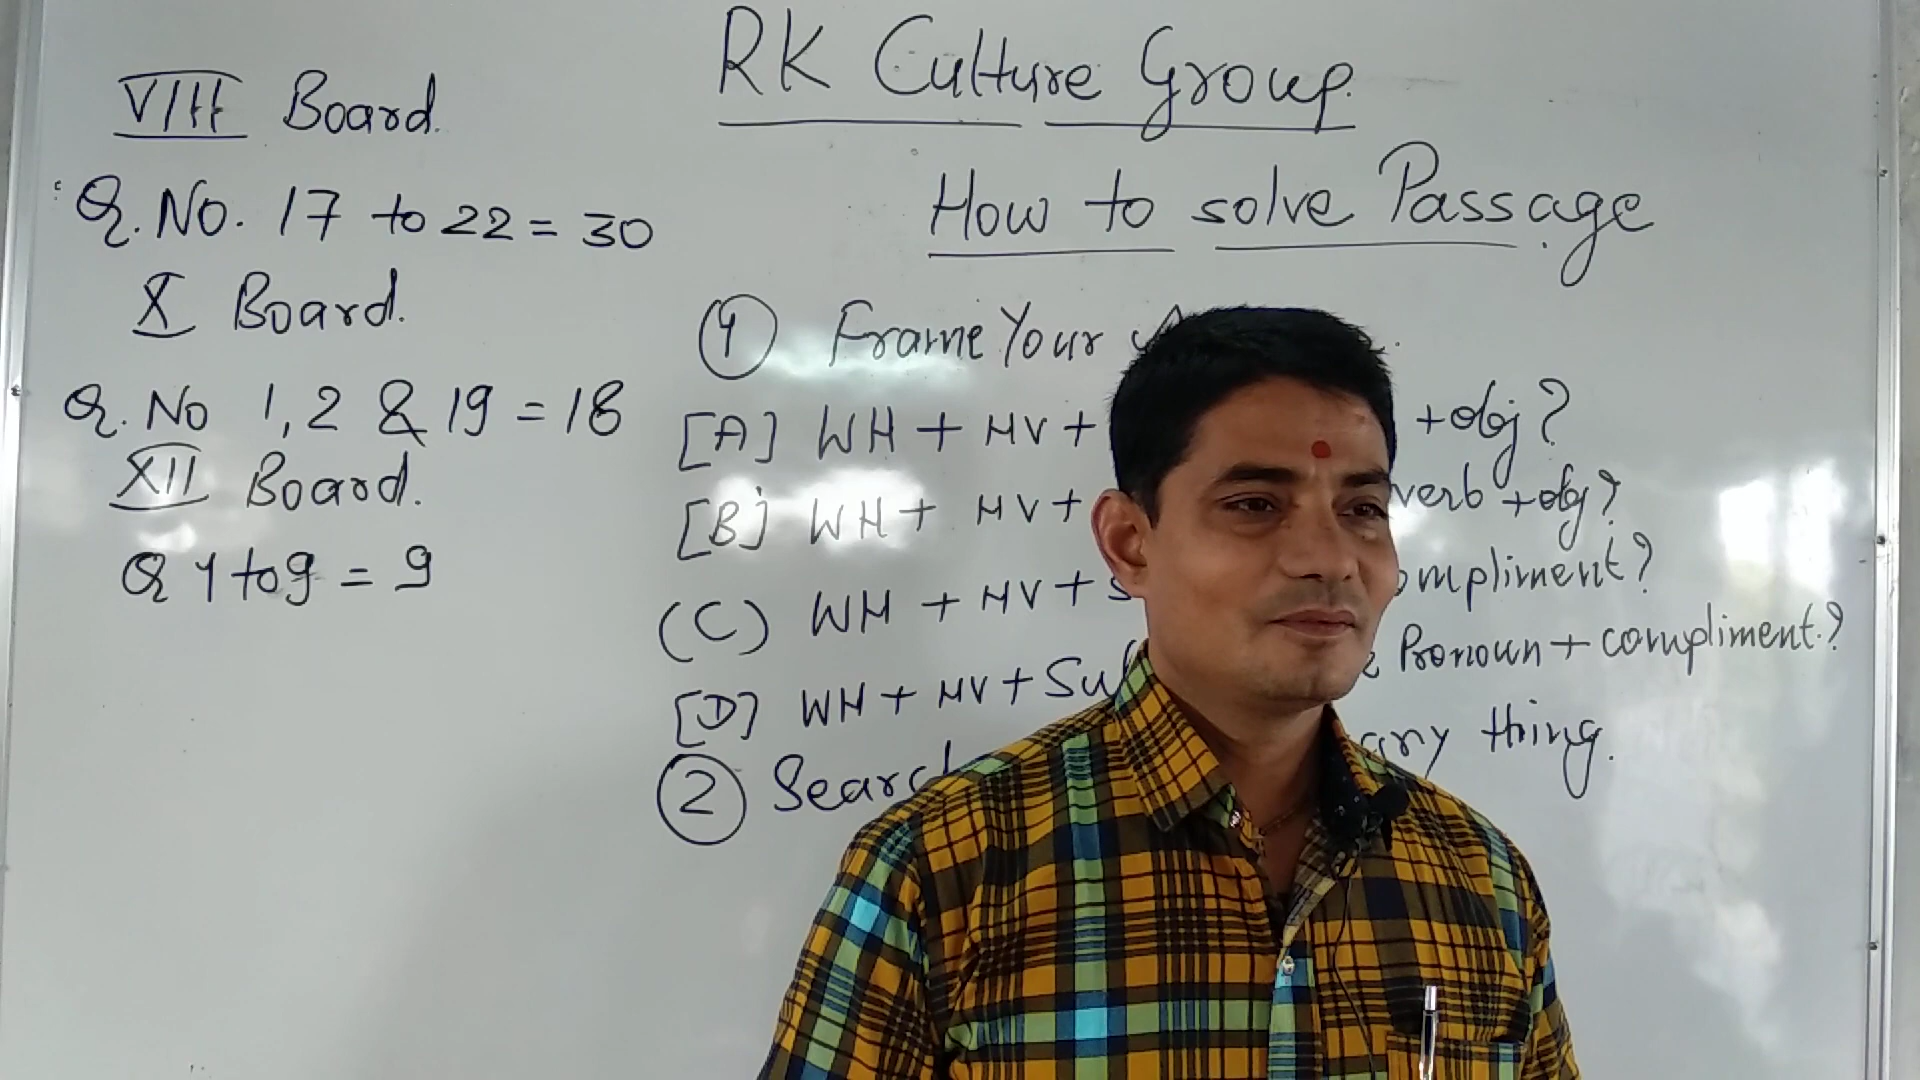 RK Culture Group.
How to solve Passage
VIII Board.
Q. No. 17 to 22 = 30
X Board.
Q. No 1, 2 & 19 = 18
XII Board.
Q 1 to 9 = 9
① Frame Your
[A] WH + HV + + obj?
[B] WH + HV + verb + obj?
(C) WH + HV + compliment?
[D] WH + HV + Pronoun + compliment.?
② any thing.